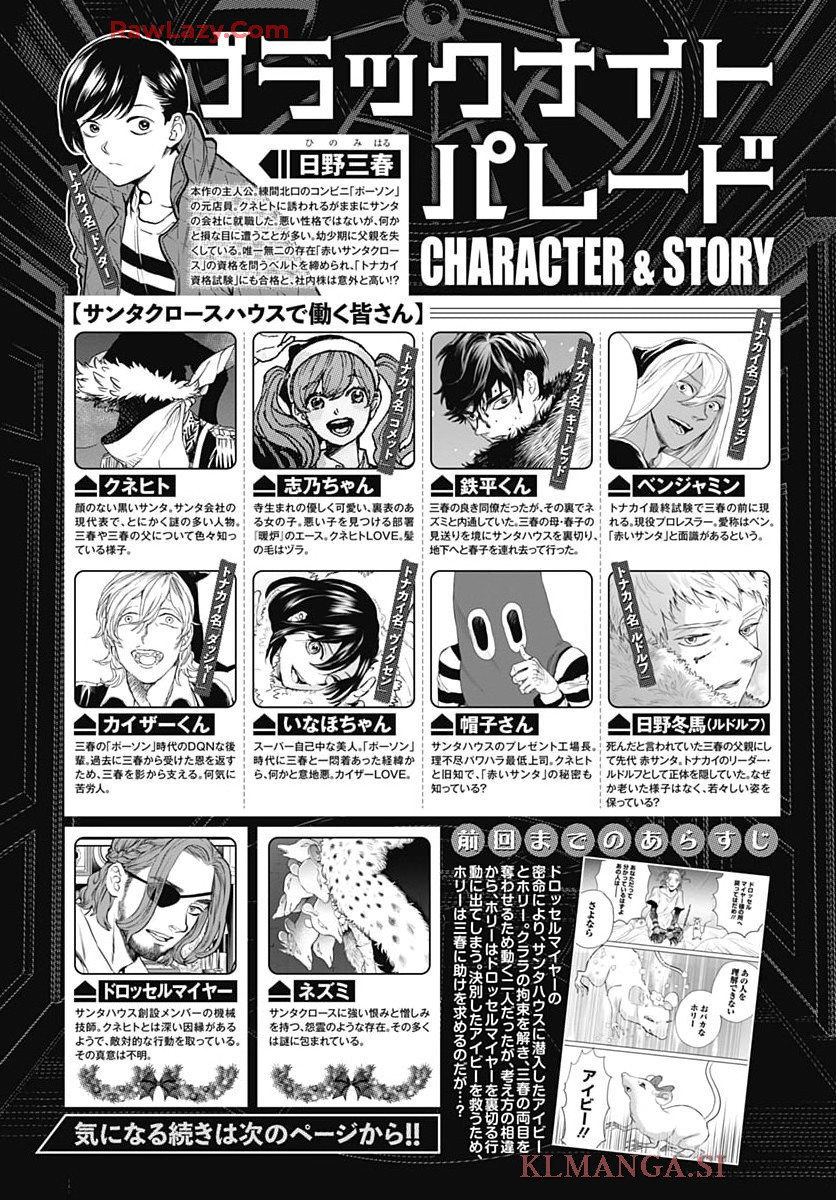 RawLazy.Com
ブラックナイト
パレード
CHARACTER & STORY
ひのみはる
日野三春
トナカイ名「ドンダー」
本作の主人公。練馬北口のコンビニ「ポーソン」
の元店員。クネヒトに誘われるがままにサンタ
の会社に就職した。悪い性格ではないが、何か
と損な目に遭うことが多い。幼少期に父親を失
くしている。唯一無二の存在「赤いサンタクロー
ス」の資格を問うベルトを締められ、「トナカイ
資格試験」にも合格と、社内株は意外と高い!?
【サンタクロースハウスで働く皆さん】
クネヒト
顔のない黒いサンタ。サンタ会社の
現代表で、とにかく謎の多い人物。
三春や三春の父について色々知っ
ている様子。
トナカイ名「コメット」
志乃ちゃん
寺生まれの優しく可愛い、裏表のあ
る女の子。悪い子を見つける部署
『暖炉』のエース。クネヒトLOVE。髪
の毛はヅラ。
トナカイ名「キューピッド」
鉄平くん
三春の良き同僚だったが、その裏でネ
ズミと内通していた。三春の母・春子の
見送りを境にサンタハウスを裏切り、
地下へと春子を連れ去って行った。
トナカイ名「ブリッツェン」
ベンジャミン
トナカイ最終試験で三春の前に現
れる。現役プロレスラー。愛称はベン。
「赤いサンタ」と面識があるという。
トナカイ名「ダッシャー」
カイザーくん
三春の「ポーソン」時代のDQNな後
輩。過去に三春から受けた恩を返す
ため、三春を影から支える。何気に
苦労人。
トナカイ名「ヴィクセン」
いなほちゃん
スーパー自己中な美人。「ポーソン」
時代に三春と一悶着あった経緯か
ら、何かと意地悪。カイザーLOVE。
帽子さん
サンタハウスのプレゼント工場長。
理不尽パワハラ最低上司。クネヒト
と旧知で、「赤いサンタ」の秘密も
知っている?
トナカイ名「ルドルフ」
日野冬馬(ルドルフ)
死んだと言われていた三春の父親にし
て先代 赤サンタ。トナカイのリーダー・
ルドルフとして正体を隠していた。なぜ
か老いた様子はなく、若々しい姿を
保っている?
ドロッセルマイヤー
サンタハウス創設メンバーの機械
技師。クネヒトとは深い因縁がある
ようで、敵対的な行動を取っている。
その真意は不明。
ネズミ
サンタクロースに強い恨みと憎しみ
を持つ、怨霊のような存在。その多く
は謎に包まれている。
前回までのあらすじ
ドロッセルマイヤーの
密命により、サンタハウスに潜入したアイビー
とホリー。クララの拘束を解き、三春の両目を
奪わせるため動く二人だったが、考え方の相違
から、ホリーはドロッセルマイヤーを裏切る行
動に出てしまう。決別したアイビーを救うため、
ホリーは三春に助けを求めるのだが…?
ドロッセル
マイヤー様の所へ
戻ってはだめ!!
あなただって
分かっているはずよ
あの人は…
さよなら
あの人を
理解できない
おバカな
ホリー
アイビー!!
気になる続きは次のページから!!
KLMANGA.SI